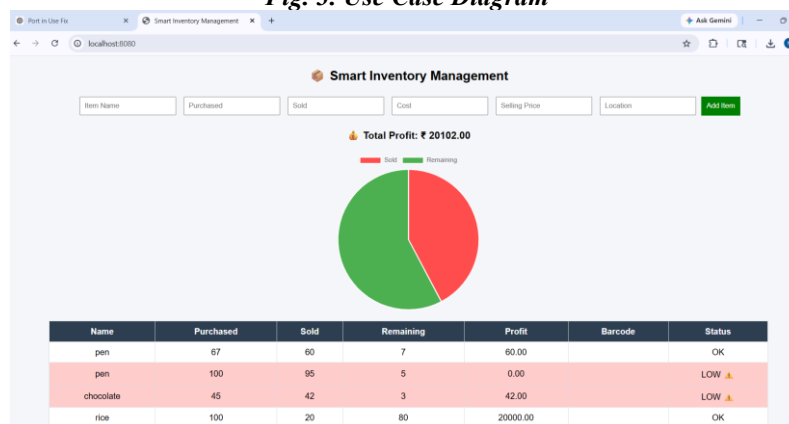 Fig. 3: Use Case Diagram
Port in Use Fix × Smart Inventory Management × + Ask Gemini
localhost:8080
📦 Smart Inventory Management
Item Name Purchased Sold Cost Selling Price Location Add Item
💰 Total Profit: ₹ 20102.00
Sold Remaining
Name Purchased Sold Remaining Profit Barcode Status
pen 67 60 7 60.00 OK
pen 100 95 5 0.00 LOW ⚠️
chocolate 45 42 3 42.00 LOW ⚠️
rice 100 20 80 20000.00 OK